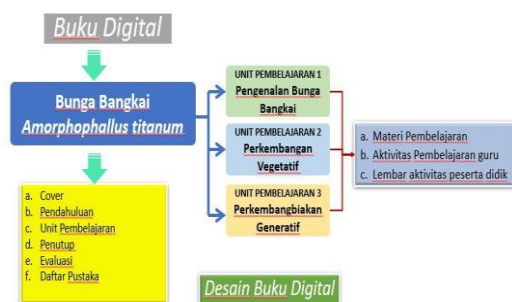 Buku Digital
Bunga Bangkai
Amorphophallus titanum
a. Cover
b. Pendahuluan
c. Unit Pembelajaran
d. Penutup
e. Evaluasi
f. Daftar Pustaka
UNIT PEMBELAJARAN 1
Pengenalan Bunga
Bangkai
UNIT PEMBELAJARAN 2
Perkembangan
Vegetatif
UNIT PEMBELAJARAN 3
Perkembangbiakan
Generatif
a. Materi Pembelajaran
b. Aktivitas Pembelajaran guru
c. Lembar aktivitas peserta didik
Desain Buku Digital